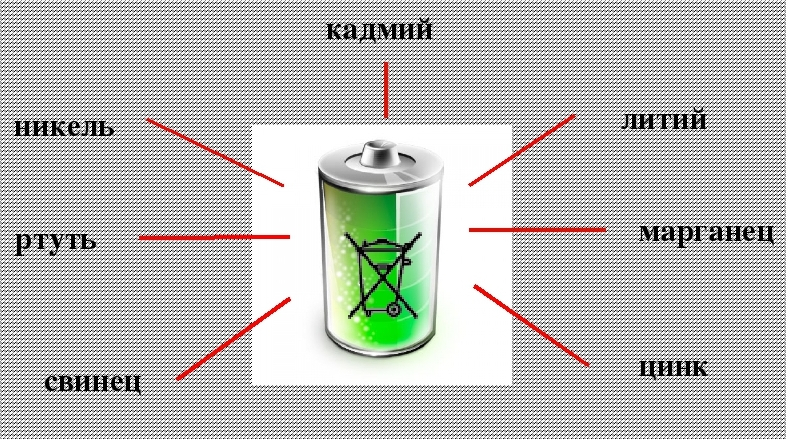 кадмий
никель
литий
ртуть
марганец
свинец
цинк